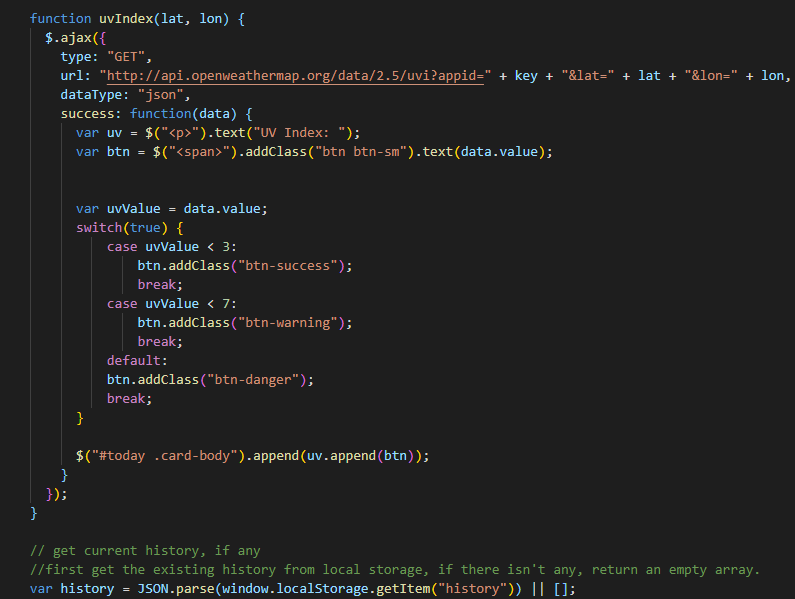 function uvIndex(lat, lon) {
$.ajax({
type: "GET",
url: "http://api.openweathermap.org/data/2.5/uvi?appid=" + key + "&lat=" + lat + "&lon=" + lon,
dataType: "json",
success: function(data) {
var uv = $("<p>").text("UV Index: ");
var btn = $("<span>").addClass("btn btn-sm").text(data.value);
var uvValue = data.value;
switch(true) {
case uvValue < 3:
btn.addClass("btn-success");
break;
case uvValue < 7:
btn.addClass("btn-warning");
break;
default:
btn.addClass("btn-danger");
break;
}
$("#today .card-body").append(uv.append(btn));
}
});
}
// get current history, if any
//first get the existing history from local storage, if there isn't any, return an empty array.
var history = JSON.parse(window.localStorage.getItem("history")) || [];